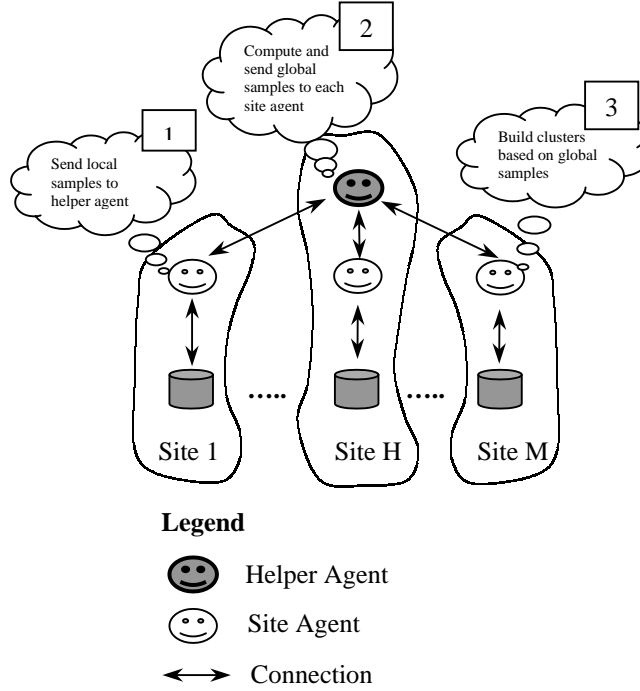 1
Send local
samples to
helper agent
2
Compute and
send global
samples to each
site agent
3
Build clusters
based on global
samples
.....
.....
Site 1
Site H
Site M
Legend
Helper Agent
Site Agent
Connection